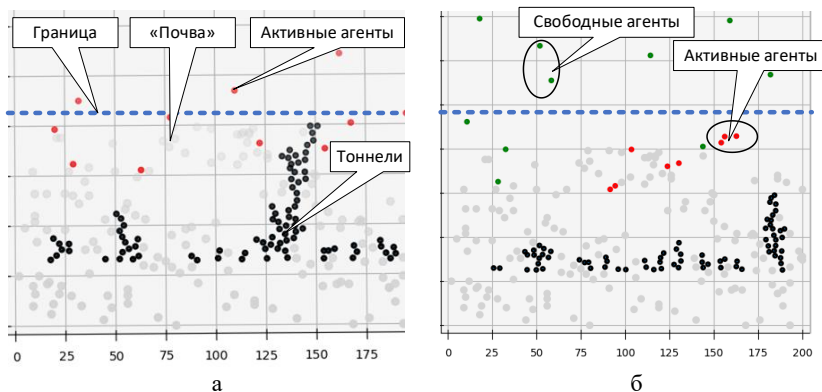 Граница
«Почва»
Активные агенты
Тоннели
0 25 50 75 100 125 150 175
а
Свободные агенты
Активные агенты
0 25 50 75 100 125 150 175 200
б